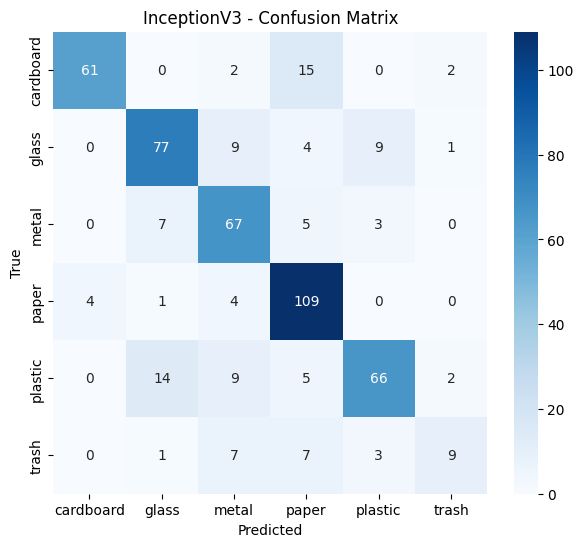 InceptionV3 - Confusion Matrix
cardboard 61 0 2 15 0 2
glass 0 77 9 4 9 1
metal 0 7 67 5 3 0
paper 4 1 4 109 0 0
plastic 0 14 9 5 66 2
trash 0 1 7 7 3 9
cardboard glass metal paper plastic trash
True
Predicted
100
80
60
40
20
0